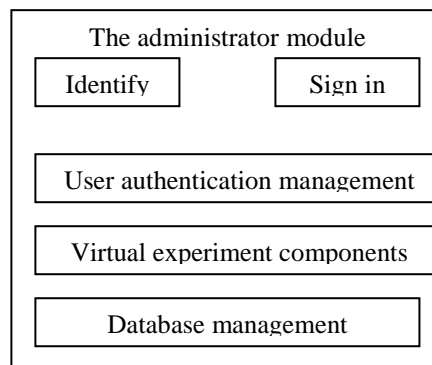 The administrator module
Identify
Sign in
User authentication management
Virtual experiment components
Database management